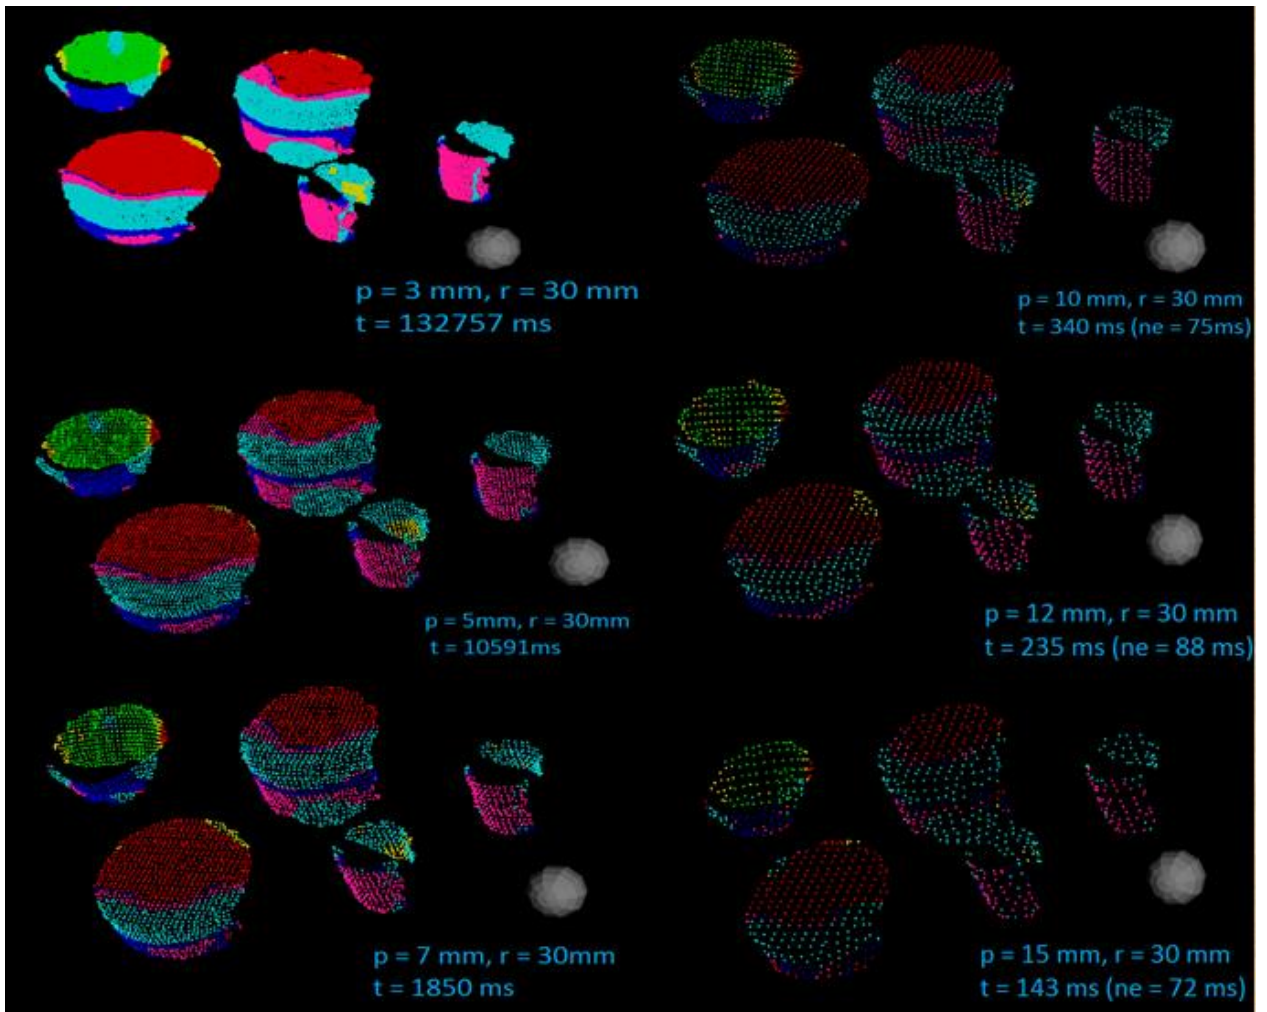 p = 3 mm, r = 30 mm
t = 132757 ms
p = 10 mm, r = 30 mm
t = 340 ms (ne = 75ms)
p = 5mm, r = 30mm
t = 10591ms
p = 12 mm, r = 30 mm
t = 235 ms (ne = 88 ms)
p = 7 mm, r = 30mm
t = 1850 ms
p = 15 mm, r = 30 mm
t = 143 ms (ne = 72 ms)